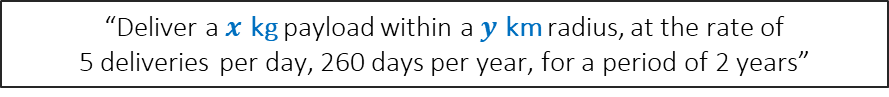 “Deliver a x kg payload within a y km radius, at the rate of
5 deliveries per day, 260 days per year, for a period of 2 years”